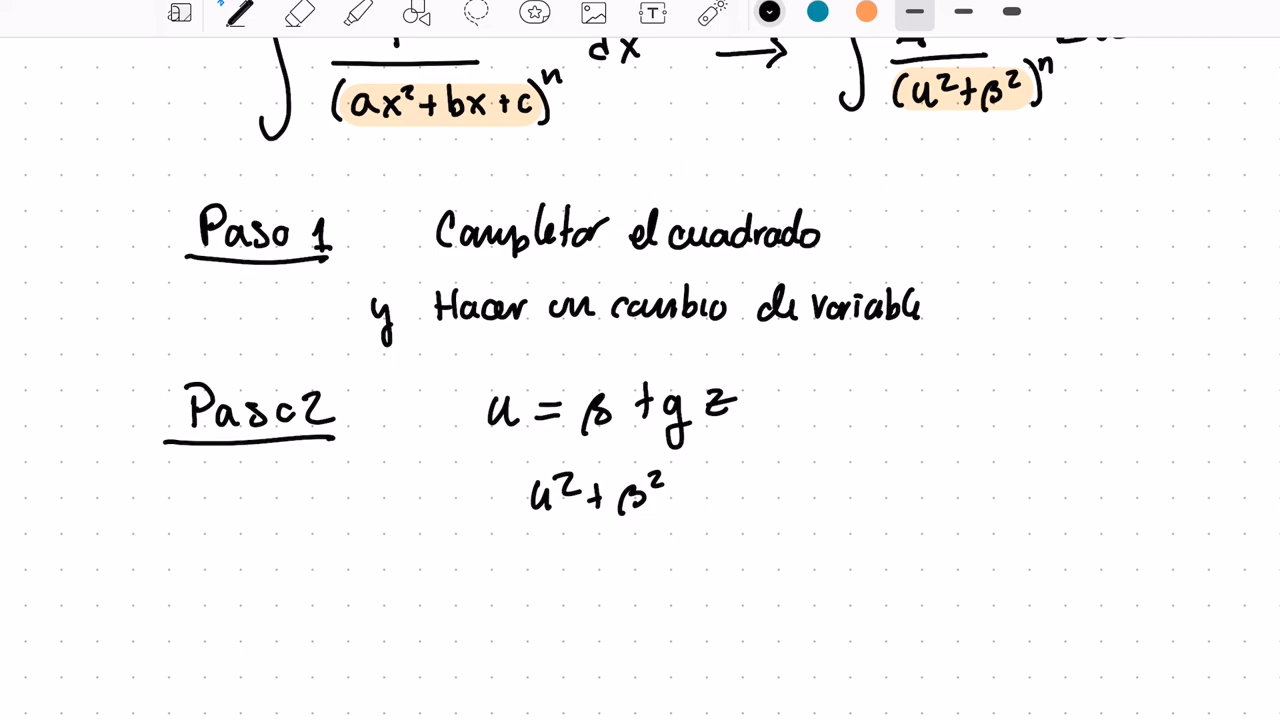 ∫ 1/(ax²+bx+c)ⁿ dx → ∫ /(u²+β²)ⁿ
Paso 1 Completar el cuadrado
y Hacer un cambio de variable
Paso 2 u = β tg z
u²+β²